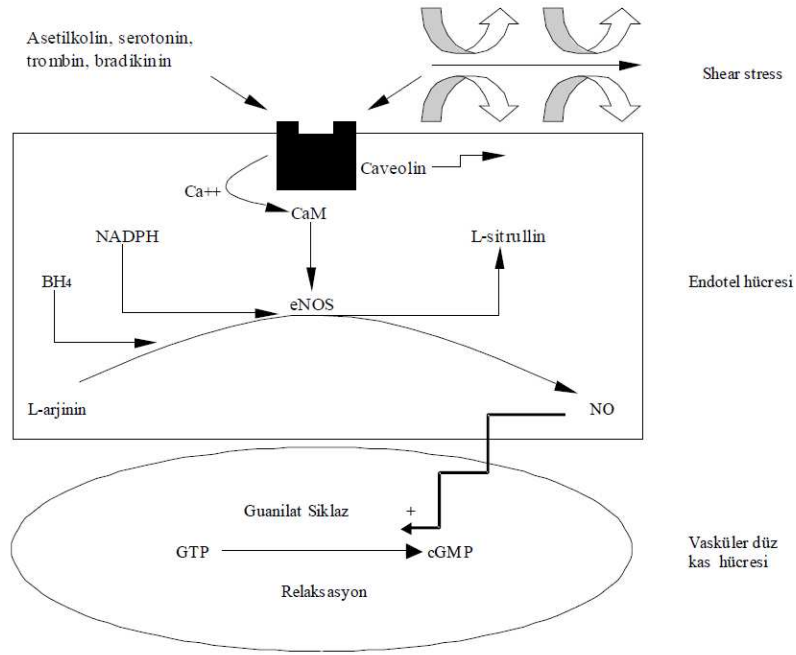 Asetilkolin, serotonin,
trombin, bradikinin
Shear stress
Caveolin
Ca++
CaM
NADPH
L-sitrullin
BH4
eNOS
Endotel hücresi
L-arjinin
NO
Guanilat Siklaz
+
GTP
cGMP
Vasküler düz
kas hücresi
Relaksasyon